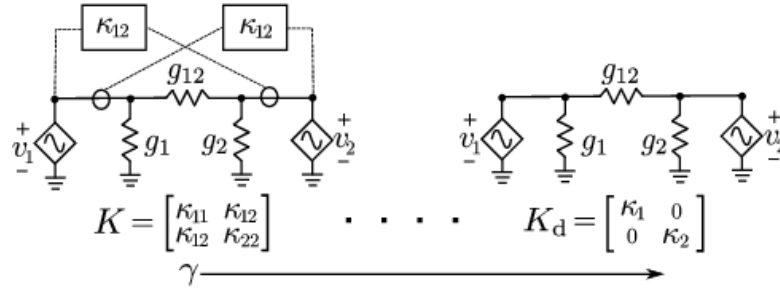 κ₁₂ κ₁₂
g₁₂ g₁₂
+ v₁ − g₁ g₂ + v₂ − + v₁ − g₁ g₂ + v₂ −
K = [κ₁₁ κ₁₂
κ₁₂ κ₂₂] · · · · K_d = [κ₁ 0
0 κ₂]
γ